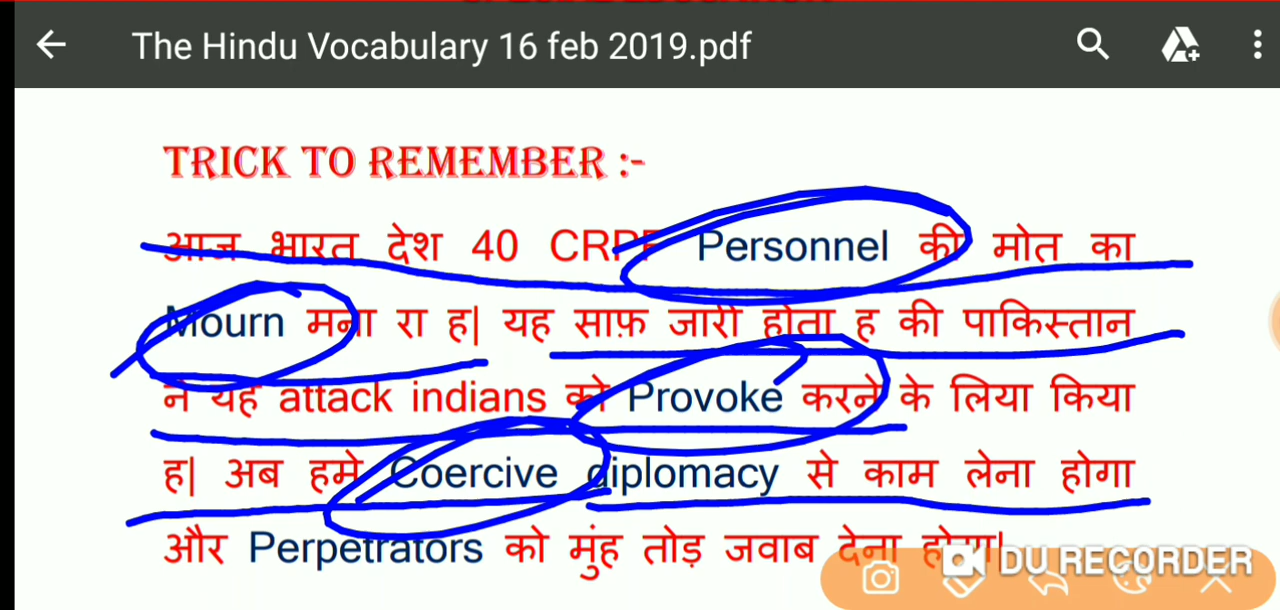 The Hindu Vocabulary 16 feb 2019.pdf
TRICK TO REMEMBER :-
आज भारत देश 40 CRPF Personnel की मोत का
Mourn मना रा ह| यह साफ़ जारी होता ह की पाकिस्तान
ने यह attack indians को Provoke करने के लिया किया
ह| अब हमे Coercive diplomacy से काम लेना होगा
और Perpetrators को मुंह तोड़ जवाब देना होगा|
DU RECORDER